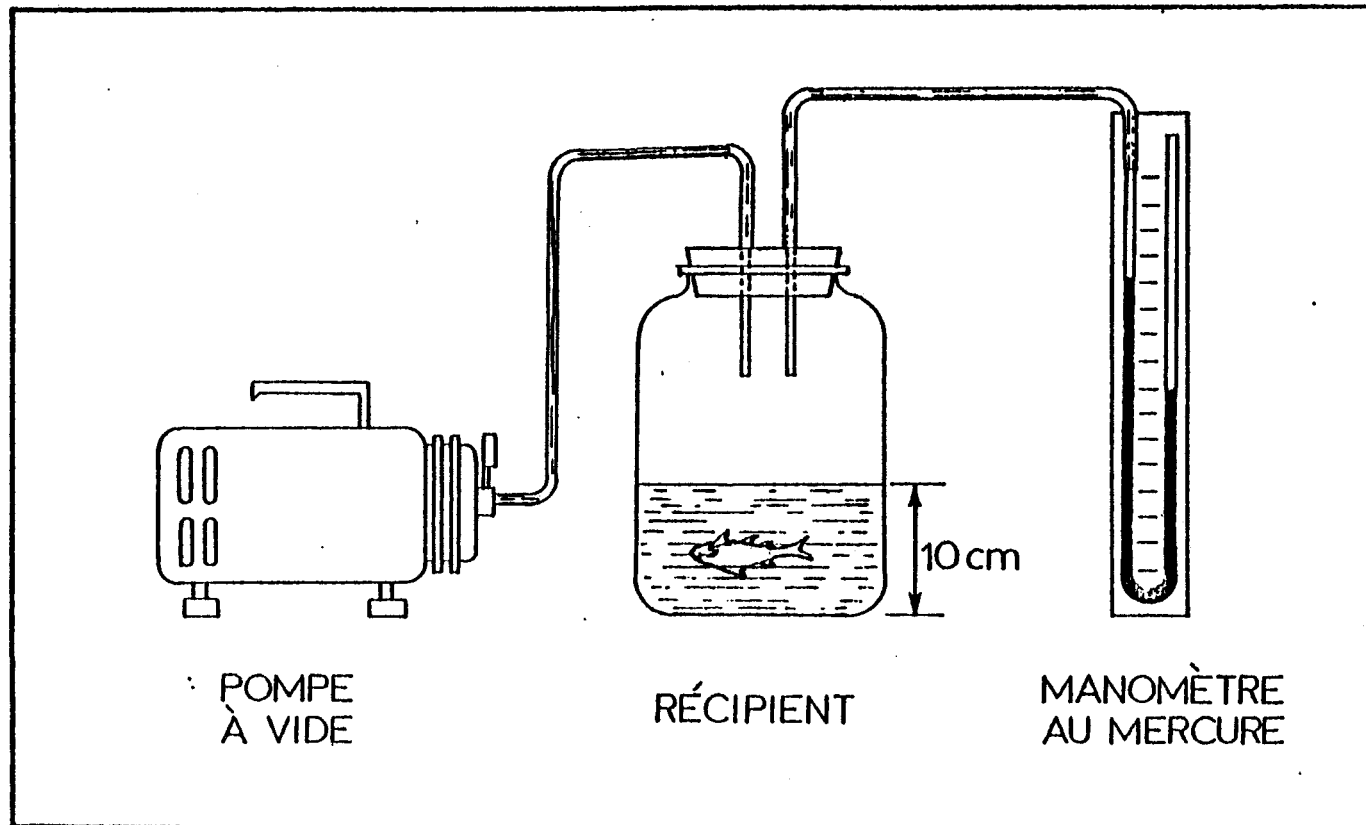 10 cm
POMPE
À VIDE
RÉCIPIENT
MANOMÈTRE
AU MERCURE